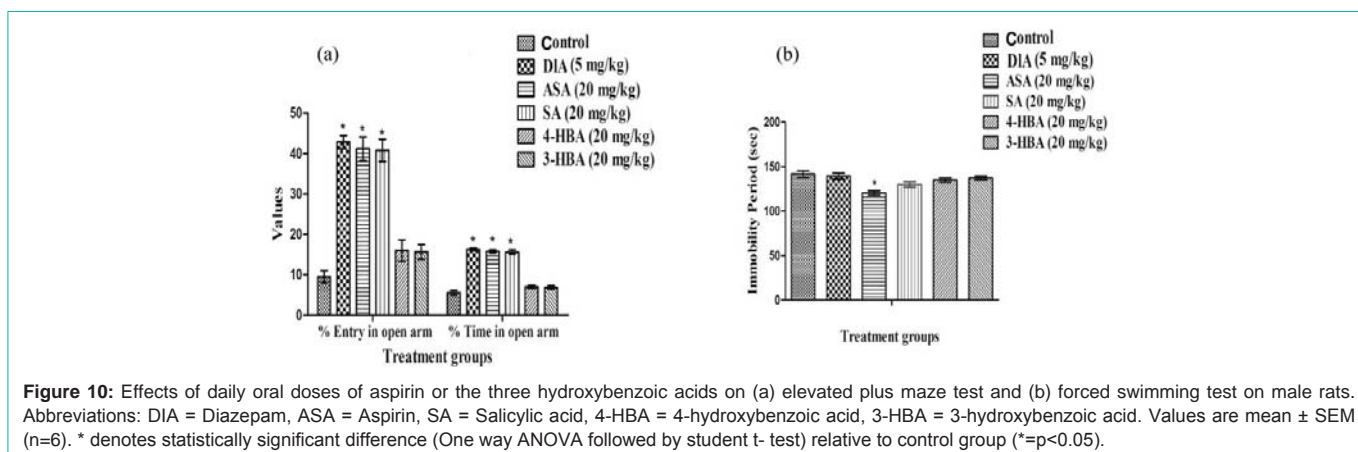 (a)
Control
DIA (5 mg/kg)
ASA (20 mg/kg)
SA (20 mg/kg)
4-HBA (20 mg/kg)
3-HBA (20 mg/kg)
Values
50
40
30
20
10
0
* * *
* * *
% Entry in open arm
% Time in open arm
Treatment groups
(b)
Control
DIA (5 mg/kg)
ASA (20 mg/kg)
SA (20 mg/kg)
4-HBA (20 mg/kg)
3-HBA (20 mg/kg)
Immobility Period (sec)
200
150
100
50
0
*
Treatment groups
Figure 10: Effects of daily oral doses of aspirin or the three hydroxybenzoic acids on (a) elevated plus maze test and (b) forced swimming test on male rats.
Abbreviations: DIA = Diazepam, ASA = Aspirin, SA = Salicylic acid, 4-HBA = 4-hydroxybenzoic acid, 3-HBA = 3-hydroxybenzoic acid. Values are mean ± SEM
(n=6). * denotes statistically significant difference (One way ANOVA followed by student t- test) relative to control group (*=p<0.05).